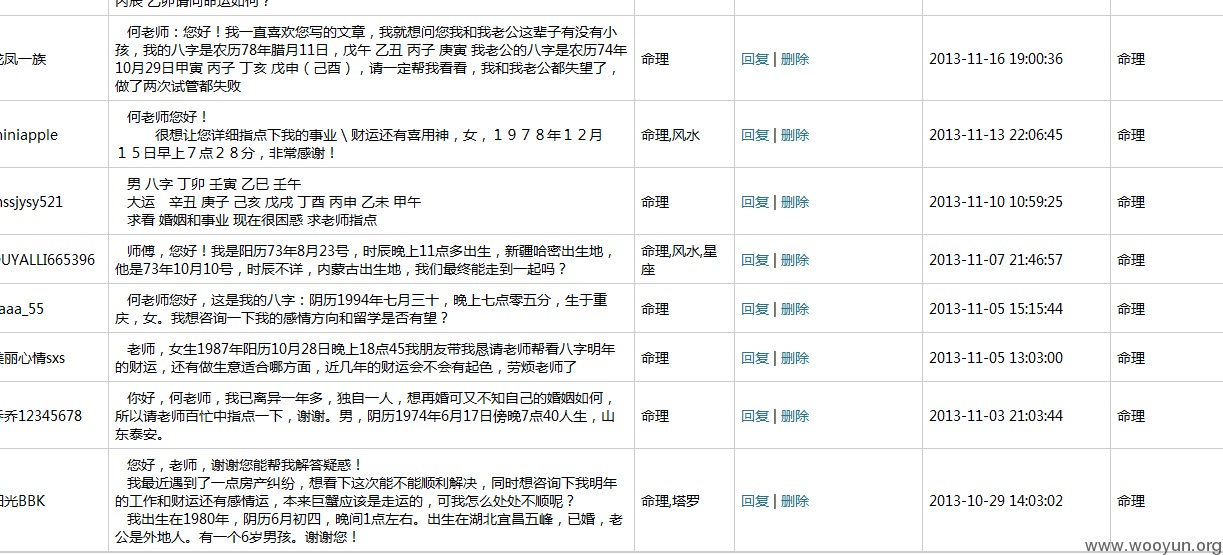 丙辰 乙卯请问命运如何？
龙凤一族
何老师：您好！我一直喜欢您写的文章，我就想问您我和我老公这辈子有没有小
孩，我的八字是农历78年腊月11日，戊午 乙丑 丙子 庚寅 我老公的八字是农历74年
10月29日甲寅 丙子 丁亥 戊申（己酉），请一定帮我看看，我和我老公都失望了，
做了两次试管都失败
命理
回复 | 删除
2013-11-16 19:00:36
命理
miniapple
何老师您好！
很想让您详细指点下我的事业 \ 财运还有喜用神，女，１９７８年１２月
１５日早上７点２８分，非常感谢！
命理,风水
回复 | 删除
2013-11-13 22:06:45
命理
nssjysy521
男 八字 丁卯 壬寅 乙巳 壬午
大运 辛丑 庚子 己亥 戊戌 丁酉 丙申 乙未 甲午
求看 婚姻和事业 现在很困惑 求老师指点
命理
回复 | 删除
2013-11-10 10:59:25
命理
OUYALLI665396
师傅，您好！我是阳历73年8月23号，时辰晚上11点多出生，新疆哈密出生地，
他是73年10月10号，时辰不详，内蒙古出生地，我们最终能走到一起吗？
命理,风水,星
座
回复 | 删除
2013-11-07 21:46:57
命理
aaa_55
何老师您好，这是我的八字：阴历1994年七月三十，晚上七点零五分，生于重
庆，女。我想咨询一下我的感情方向和留学是否有望？
命理
回复 | 删除
2013-11-05 15:15:44
命理
美丽心情sxs
老师，女生1987年阳历10月28日晚上18点45我朋友带我恳请老师帮看八字明年
的财运，还有做生意适合哪方面，近几年的财运会不会有起色，劳烦老师了
命理
回复 | 删除
2013-11-05 13:03:00
命理
乔12345678
你好，何老师，我已离异一年多，独自一人，想再婚可又不知自己的婚姻如何，
所以请老师百忙中指点一下，谢谢。男，阴历1974年6月17日傍晚7点40人生，山
东泰安。
命理
回复 | 删除
2013-11-03 21:03:44
命理
阳光BBK
您好，老师，谢谢您能帮我解答疑惑！
我最近遇到了一点房产纠纷，想看下这次能不能顺利解决，同时想咨询下我明年
的工作和财运还有感情运，本来巨蟹应该是走运的，可我怎么处处不顺呢？
我出生在1980年，阴历6月初四，晚间1点左右。出生在湖北宜昌五峰，已婚，老
公是外地人。有一个6岁男孩。谢谢您！
命理,塔罗
回复 | 删除
2013-10-29 14:03:02
命理
www.wooyun.org